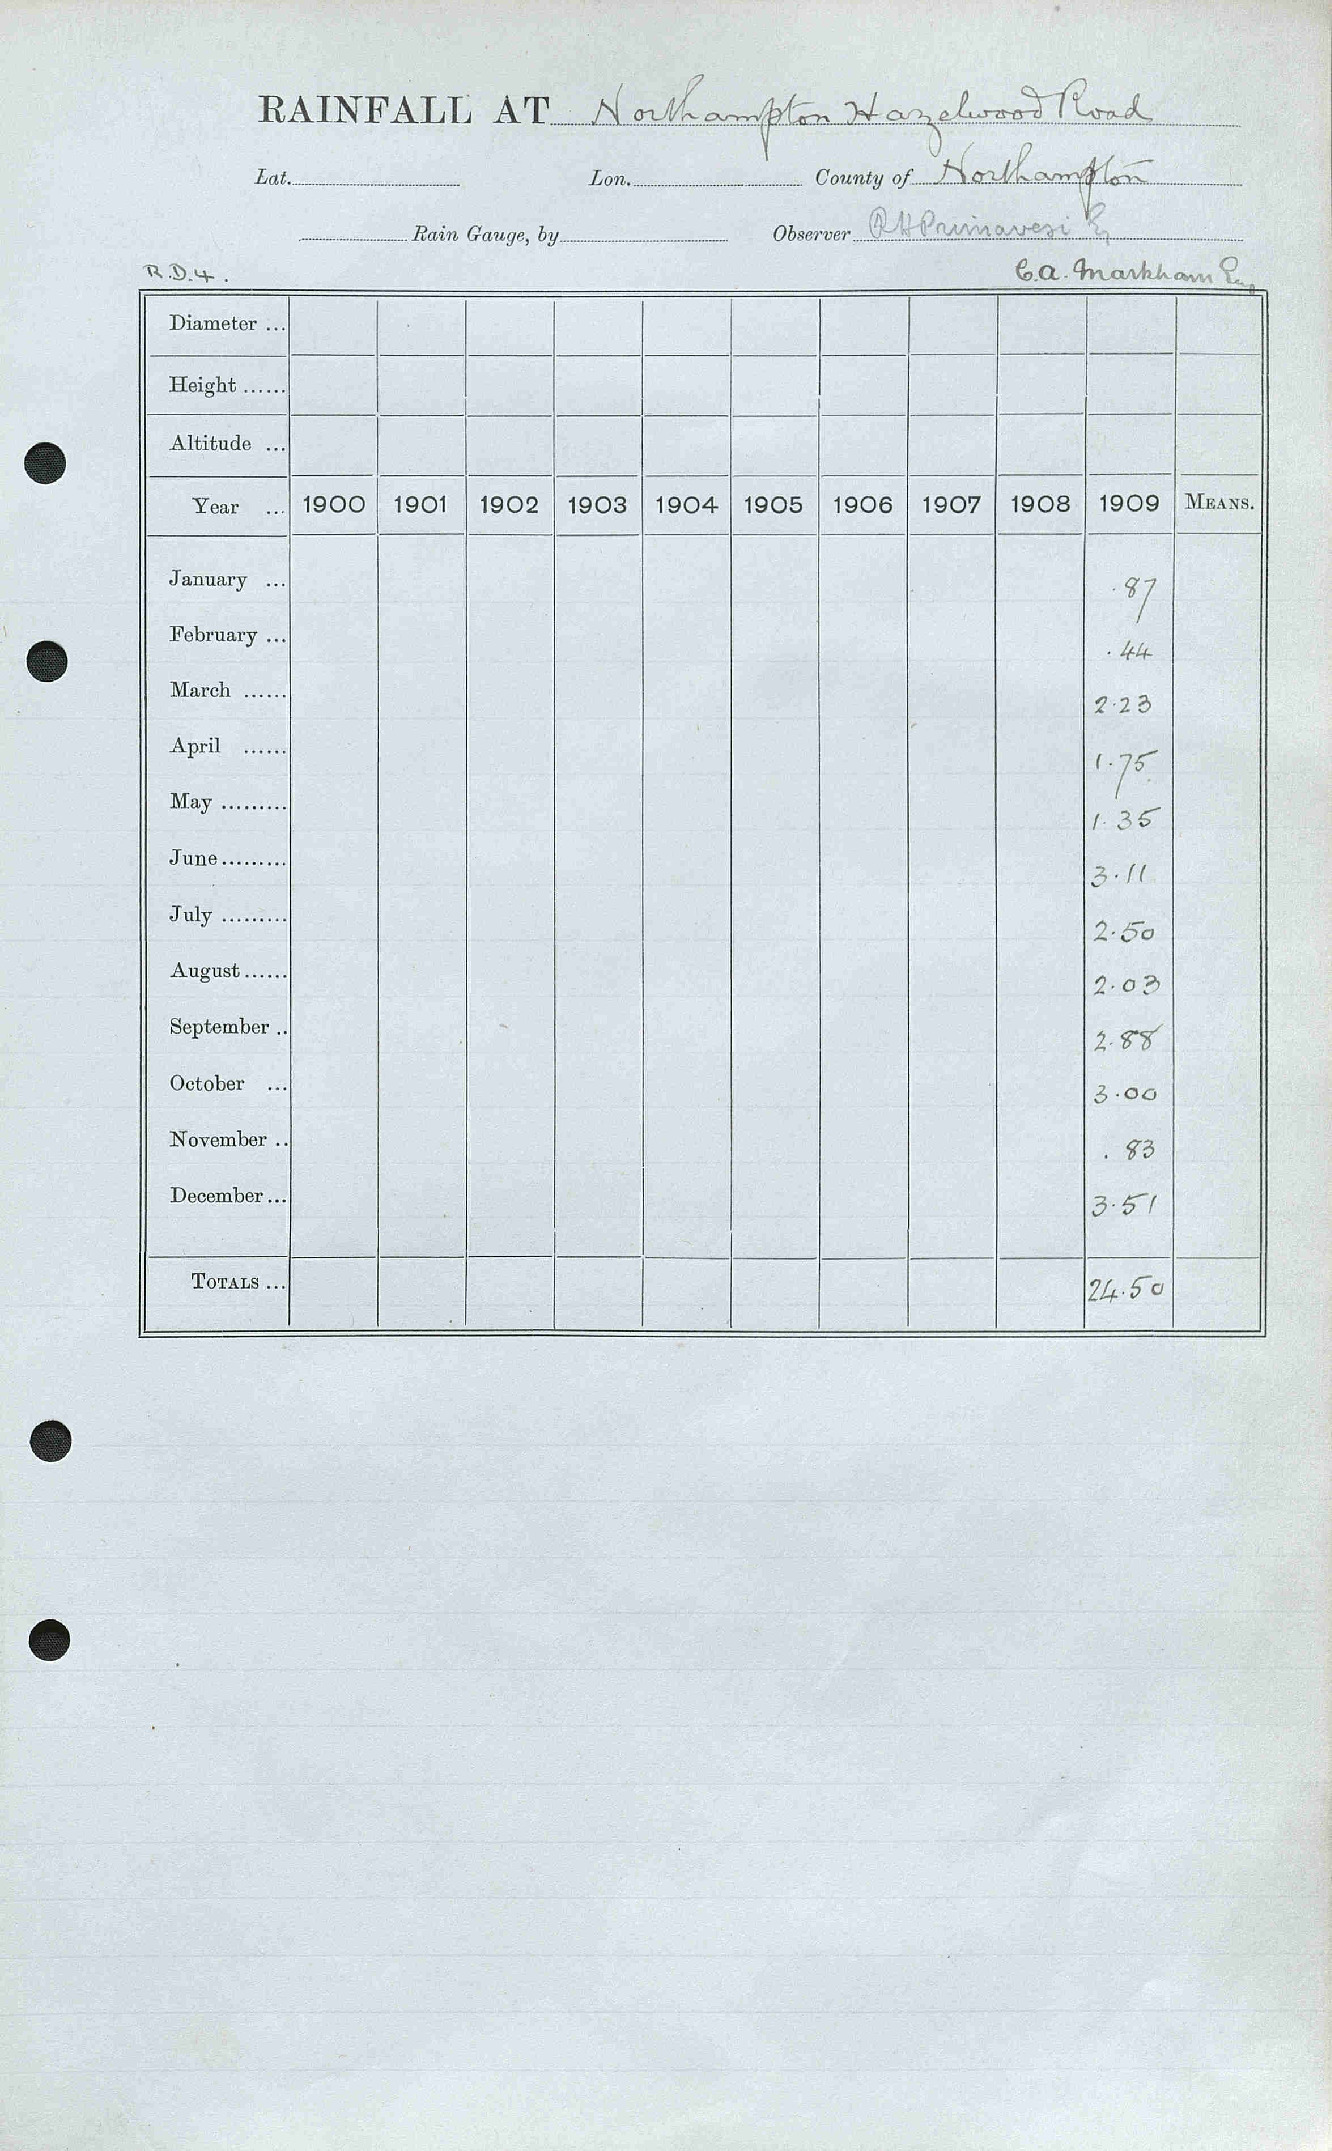 RAINFALL AT Northampton Hazelwood Road
Lat. Lon. County of Northampton
Rain Gauge, by Observer R H Primavesi Eq
R.D.4. C.A. Markham Esq
Diameter ...
Height ......
Altitude ...
Year ... 1900 1901 1902 1903 1904 1905 1906 1907 1908 1909 MEANS.
January ... .87
February ... .44
March ...... 2.23
April ...... 1.75
May ......... 1.35
June ......... 3.11
July ......... 2.50
August ...... 2.03
September .. 2.88
October ... 3.00
November .. .83
December ... 3.51
TOTALS ... 24.50